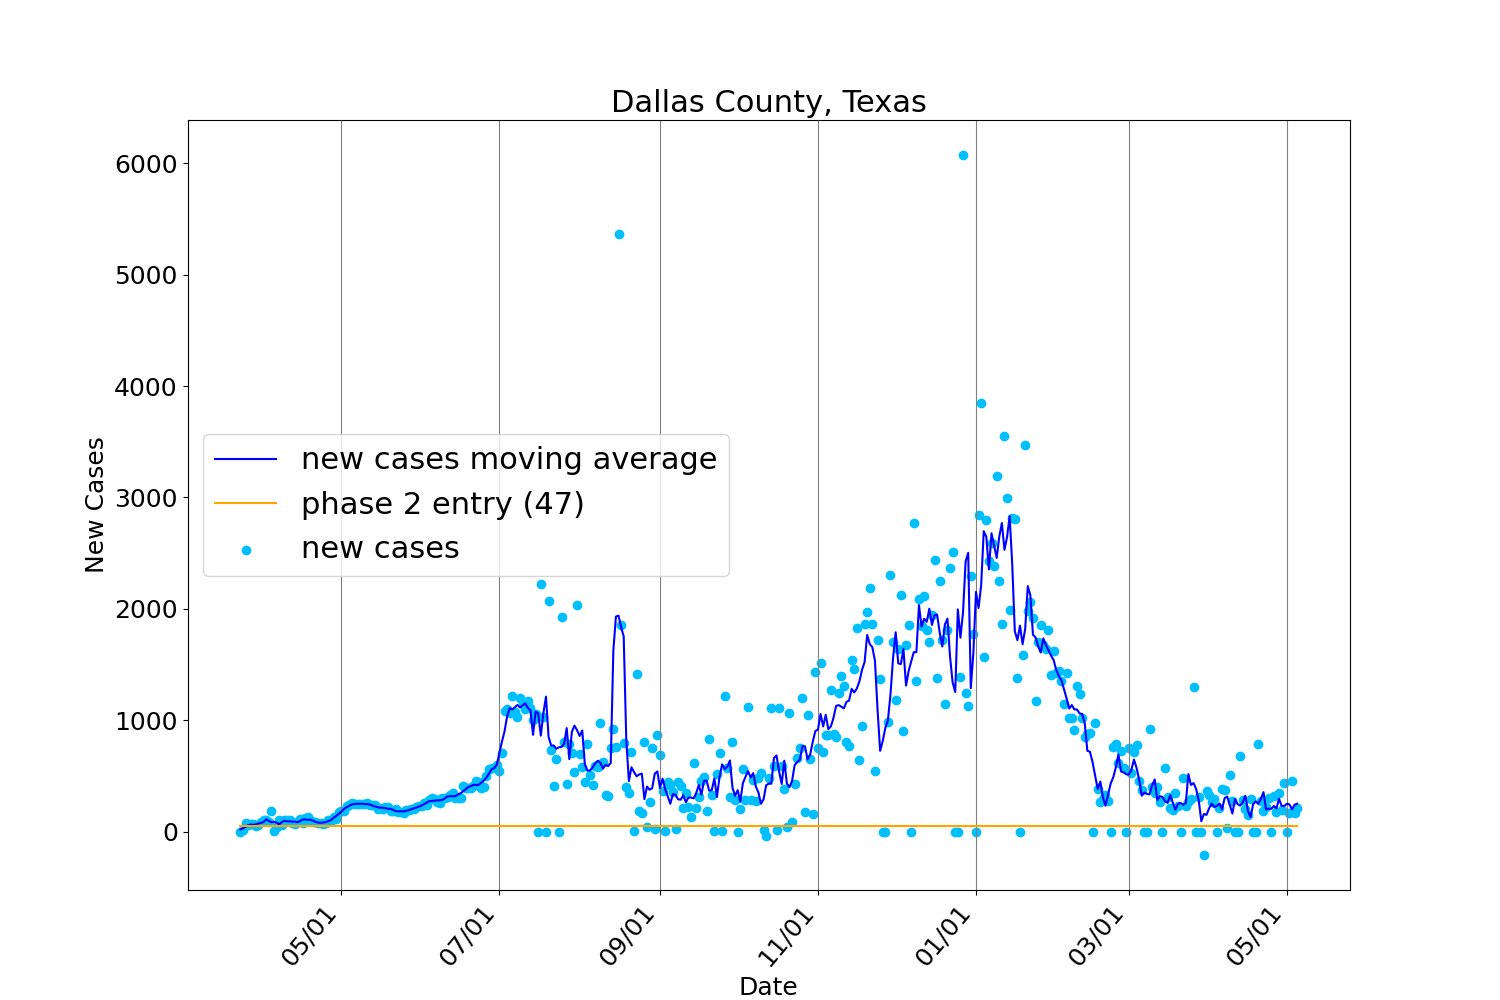 Dallas County, Texas
6000
5000
4000
3000
2000
1000
0
New Cases
new cases moving average
phase 2 entry (47)
new cases
05/01
07/01
09/01
11/01
01/01
03/01
05/01
Date